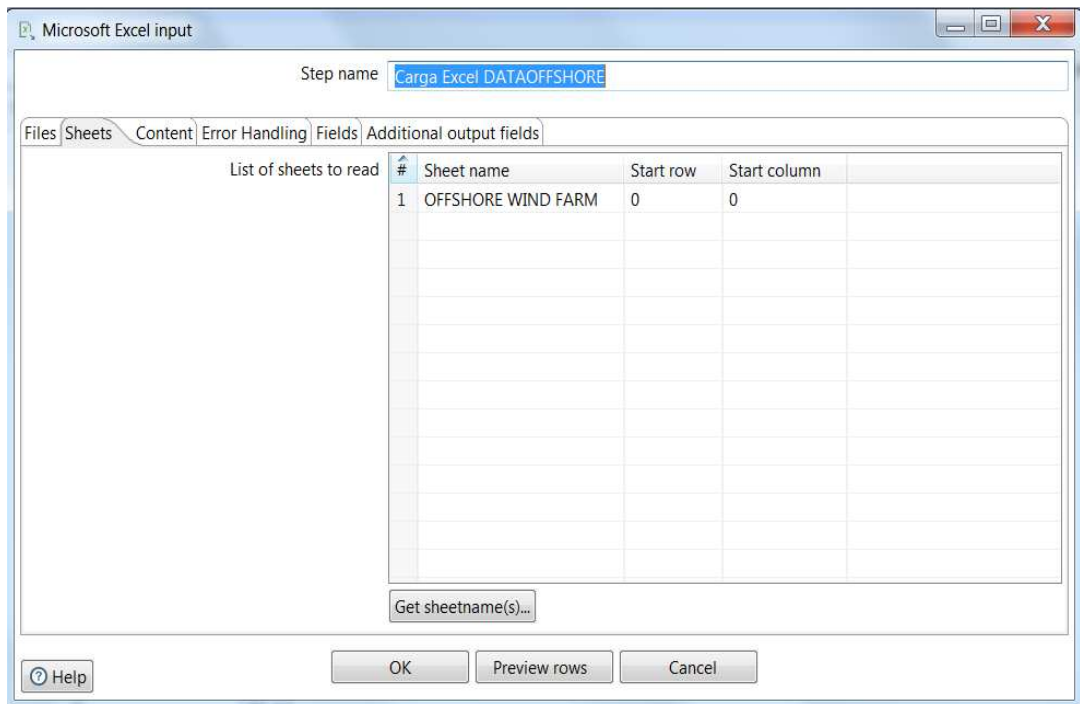 Microsoft Excel input
Step name Carga Excel DATAOFFSHORE
Files Sheets Content Error Handling Fields Additional output fields
List of sheets to read # Sheet name Start row Start column
1 OFFSHORE WIND FARM 0 0
Get sheetname(s)...
Help OK Preview rows Cancel